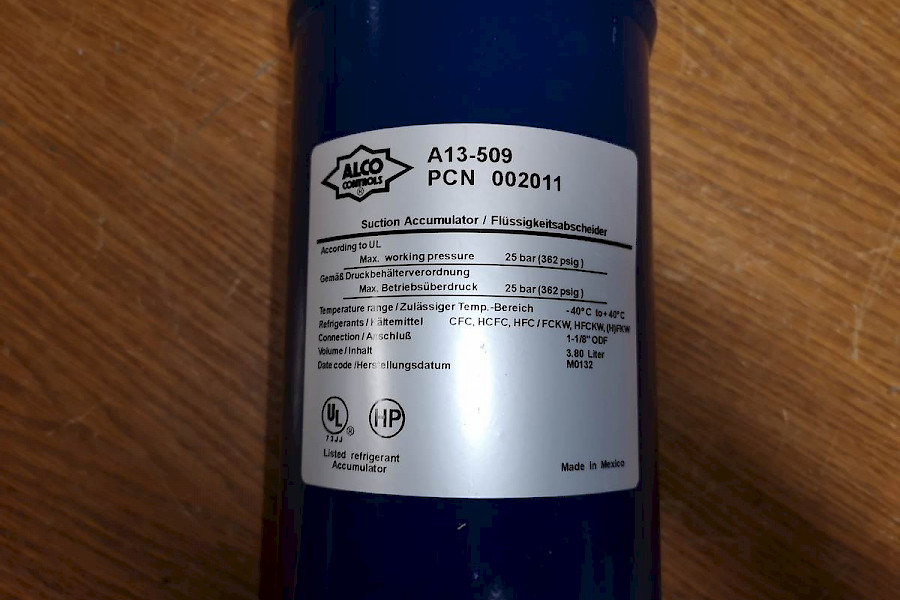 ALCO
CONTROLS
®
A13-509
PCN 002011
Suction Accumulator / Flüssigkeitsabscheider
According to UL
Max. working pressure 25 bar (362 psig)
Gemäß Druckbehälterverordnung
Max. Betriebsüberdruck 25 bar (362 psig)
Temperature range / Zulässiger Temp.-Bereich -40°C to +40°C
Refrigerants / Kältemittel CFC, HCFC, HFC / FCKW, HFCKW, (H)FKW
Connection / Anschluß 1-1/8" ODF
Volume / Inhalt 3.80 Liter
Date code / Herstellungsdatum M0132
UL ® HP
73JJ
Listed refrigerant
Accumulator
Made in Mexico